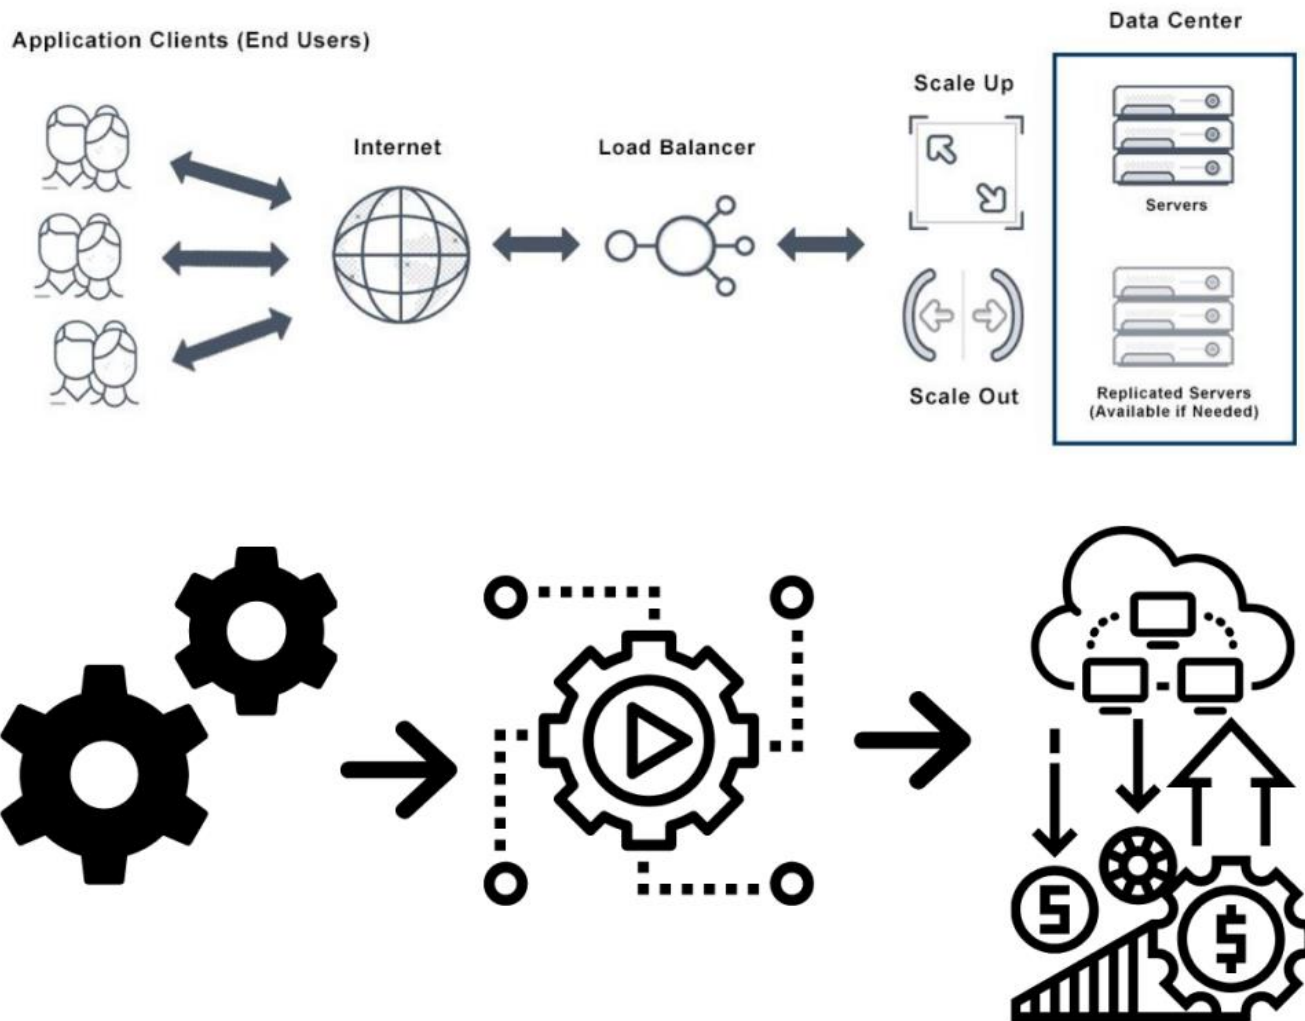 Data Center
Application Clients (End Users)
Scale Up
Internet
Load Balancer
Servers
Scale Out
Replicated Servers
(Available if Needed)
5
$